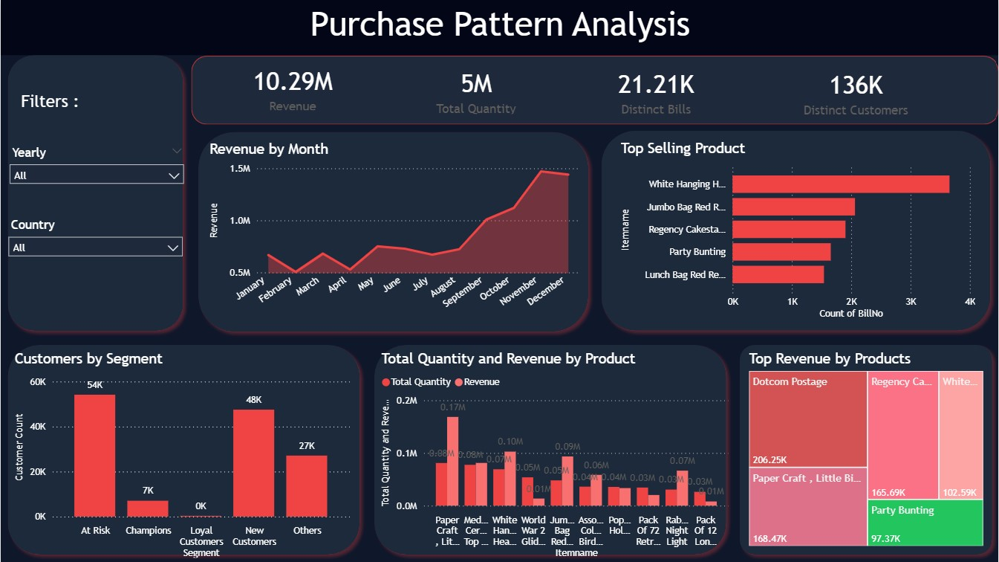 Purchase Pattern Analysis
Filters :
Yearly
All
Country
All
10.29M
Revenue
5M
Total Quantity
21.21K
Distinct Bills
136K
Distinct Customers
Revenue by Month
Revenue
1.5M
1.0M
0.5M
January
February
March
April
May
June
July
August
September
October
November
December
Top Selling Product
Itemname
White Hanging H...
Jumbo Bag Red R...
Regency Cakesta...
Party Bunting
Lunch Bag Red Re...
0K 1K 2K 3K 4K
Count of BillNo
Customers by Segment
Customer Count
60K
40K
20K
0K
54K
7K
0K
48K
27K
At Risk
Champions
Loyal
Customers
New
Customers
Others
Segment
Total Quantity and Revenue by Product
Total Quantity Revenue
Total Quantity and Reve...
0.2M
0.1M
0.0M
0.17M
0.08M
0.08M
0.07M
0.10M
0.05M
0.01M
0.05M
0.09M
0.04M
0.06M
0.04M
0.03M
0.03M
0.07M
0.03M
0.01M
Paper
Craft
, Lit...
Med...
Cer...
Top ...
White
Han...
Hea...
World
War 2
Glid...
Jum...
Bag
Red...
Asso...
Col...
Bird...
Pop...
Hol...
Pack
Of 72
Retr...
Rab...
Night
Light
Pack
Of 12
Lon...
Itemname
Top Revenue by Products
Dotcom Postage
206.25K
Paper Craft , Little Bi...
168.47K
Regency Ca...
165.69K
White...
102.59K
Party Bunting
97.37K